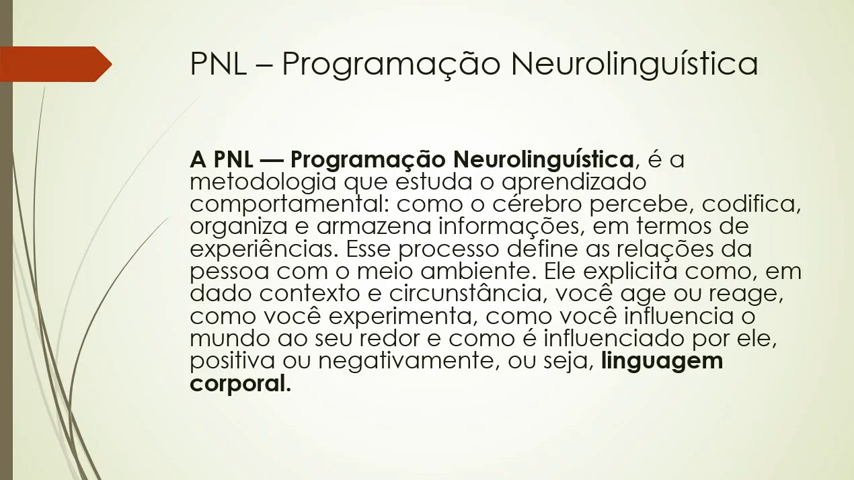 PNL – Programação Neurolinguística
A PNL — Programação Neurolinguística, é a
metodologia que estuda o aprendizado
comportamental: como o cérebro percebe, codifica,
organiza e armazena informações, em termos de
experiências. Esse processo define as relações da
pessoa com o meio ambiente. Ele explicita como, em
dado contexto e circunstância, você age ou reage,
como você experimenta, como você influencia o
mundo ao seu redor e como é influenciado por ele,
positiva ou negativamente, ou seja, linguagem
corporal.